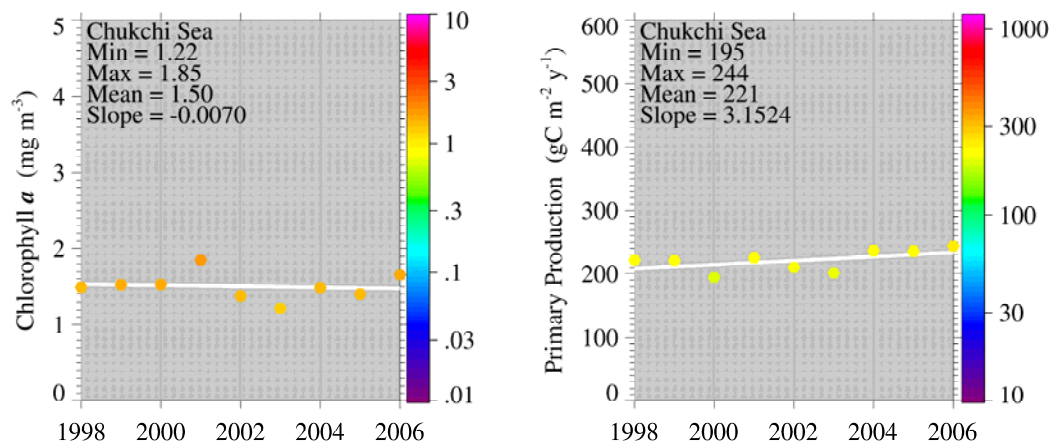 Chukchi Sea
Min = 1.22
Max = 1.85
Mean = 1.50
Slope = -0.0070
Chlorophyll a (mg m⁻³)
5
4
3
2
1
0
1998 2000 2002 2004 2006
10
3
1
.3
.1
.03
.01
Chukchi Sea
Min = 195
Max = 244
Mean = 221
Slope = 3.1524
Primary Production (gC m⁻² y⁻¹)
600
500
400
300
200
100
0
1998 2000 2002 2004 2006
1000
300
100
30
10